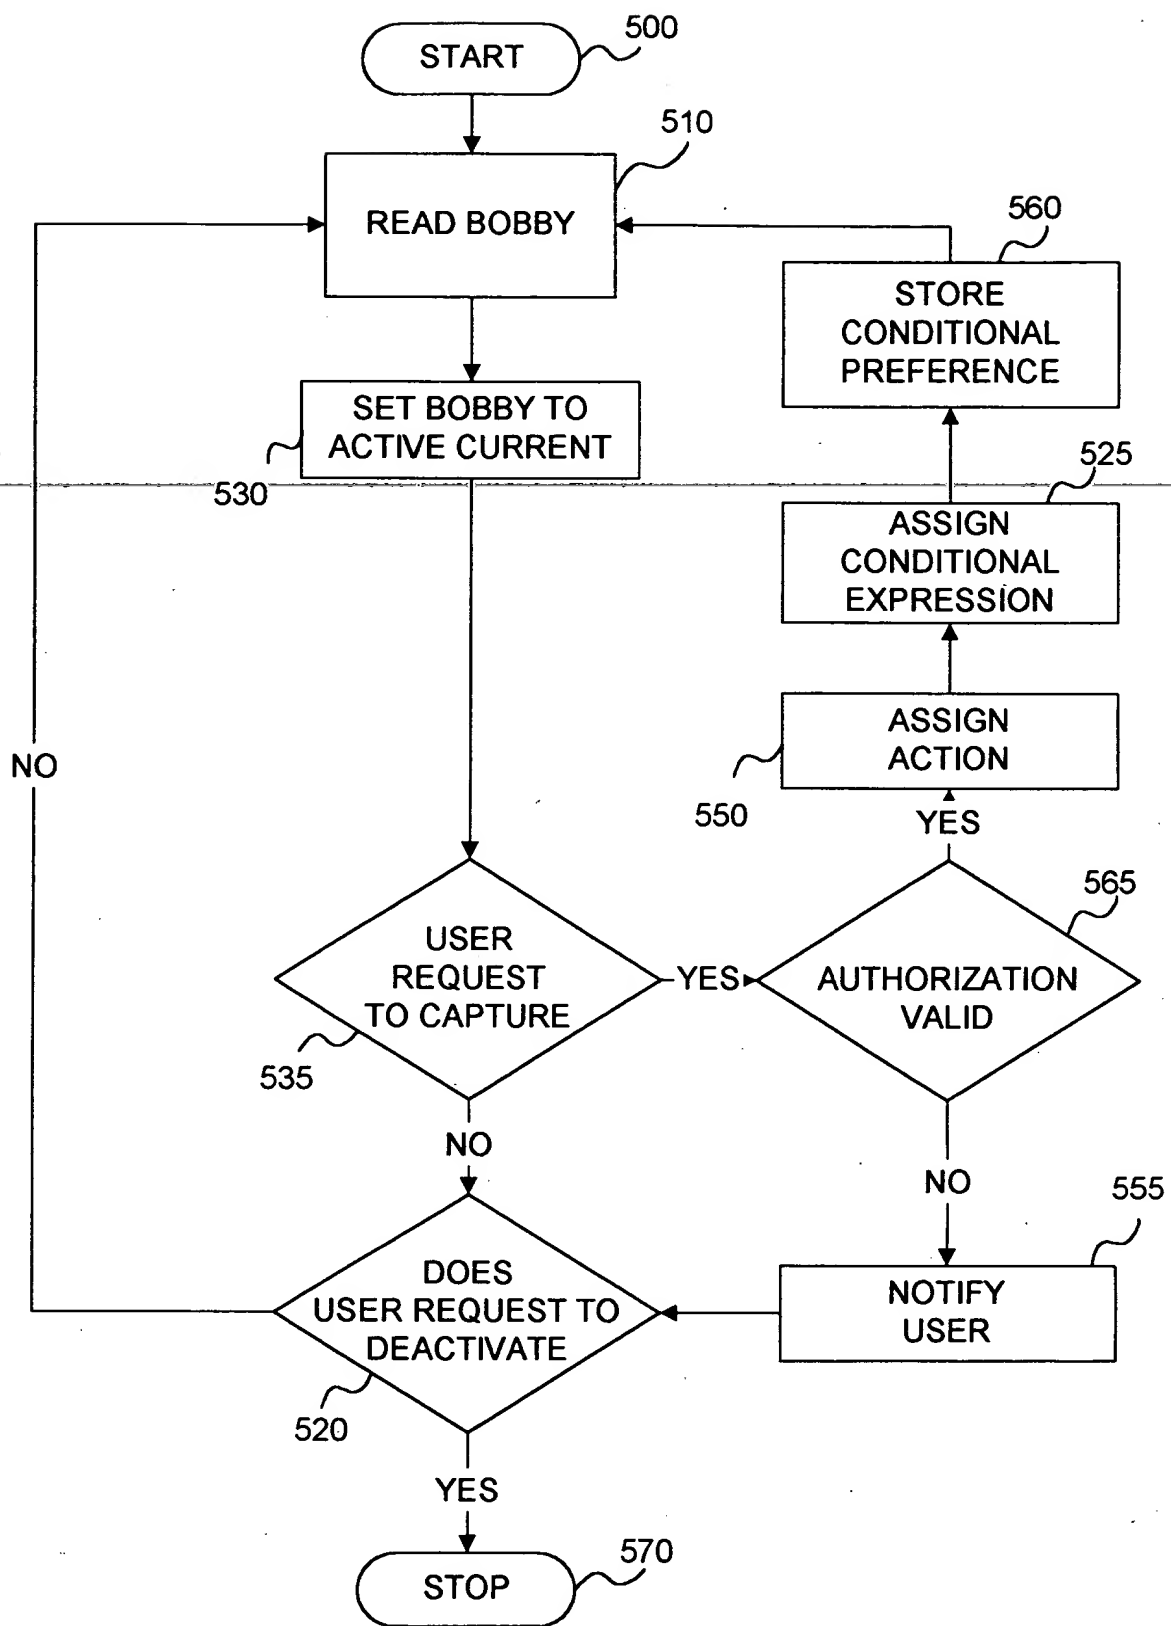 START
500
510
READ BOBBY
560
STORE
CONDITIONAL
PREFERENCE
SET BOBBY TO
ACTIVE CURRENT
530
525
ASSIGN
CONDITIONAL
EXPRESSION
ASSIGN
ACTION
550
NO
YES
565
USER
REQUEST
TO CAPTURE
YES
AUTHORIZATION
VALID
535
NO
NO
555
DOES
USER REQUEST TO
DEACTIVATE
NOTIFY
USER
520
YES
STOP
570